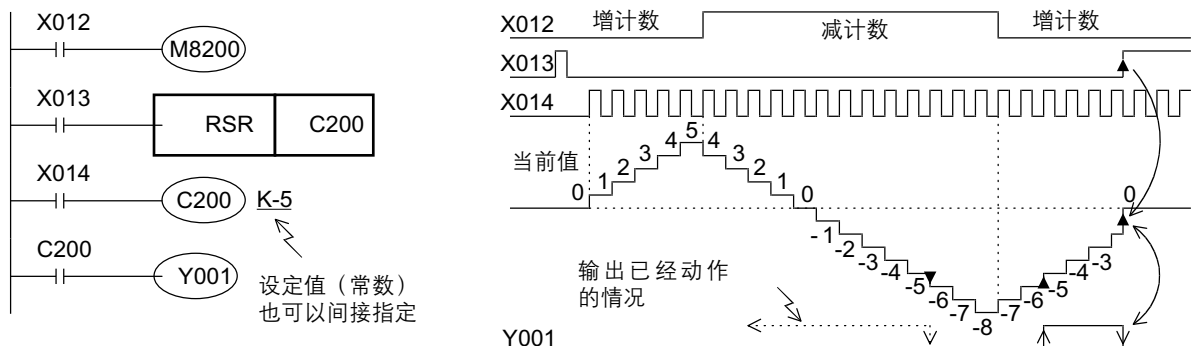 X012
M8200
X013
RSR C200
X014
C200 K-5
C200
Y001
设定值（常数）
也可以间接指定
X012 增计数 减计数 增计数
X013
X014
当前值
0 1 2 3 4 5 4 3 2 1 0 -1 -2 -3 -4 -5 -6 -7 -8 -7 -6 -5 -4 -3 0
输出已经动作
的情况
Y001